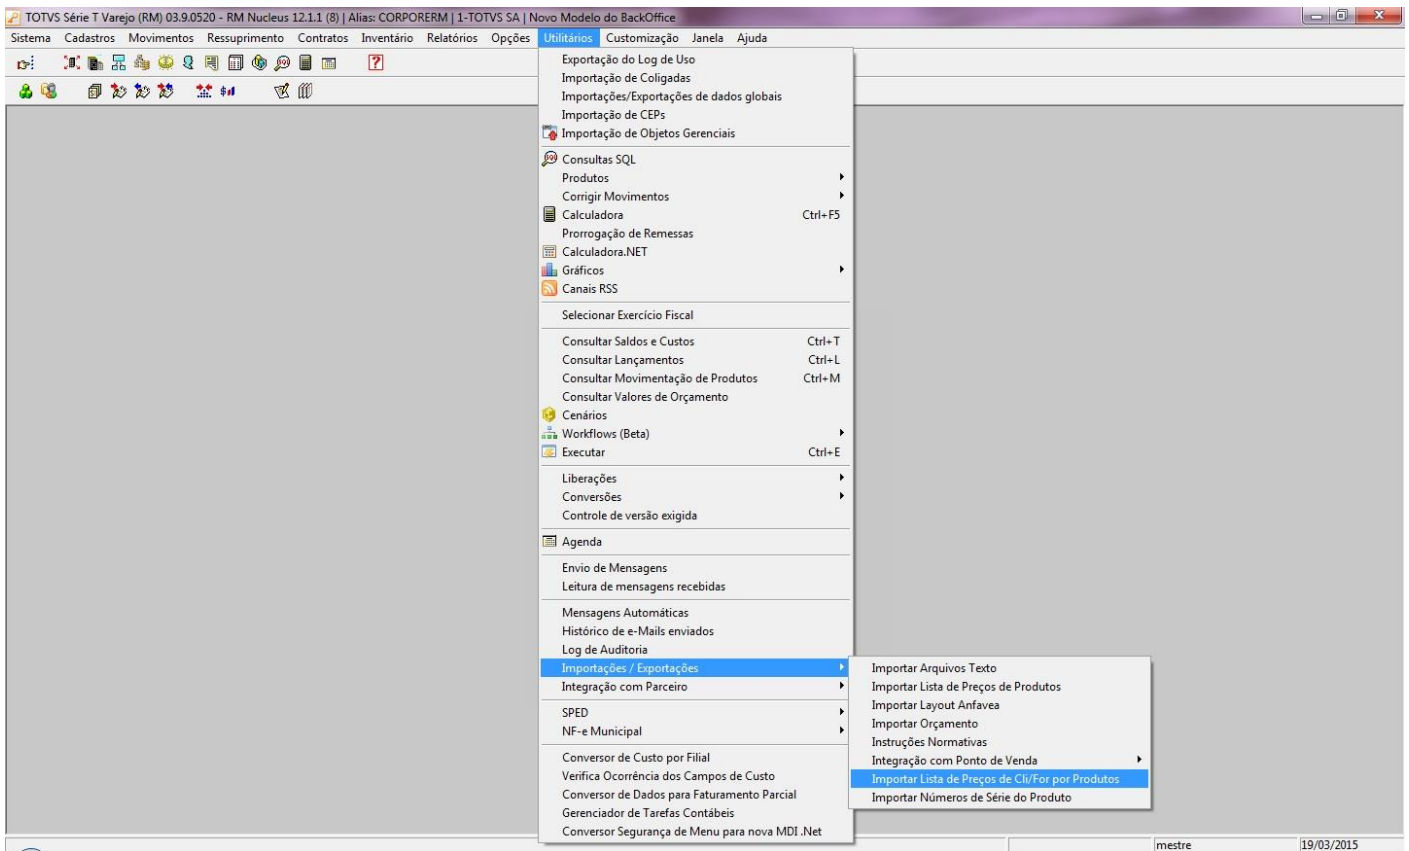 TOTVS Série T Varejo (RM) 03.9.0520 - RM Nucleus 12.1.1 (8) | Alias: CORPORERM | 1-TOTVS SA | Novo Modelo do BackOffice
Sistema Cadastros Movimentos Ressuprimento Contratos Inventário Relatórios Opções Utilitários Customização Janela Ajuda
Exportação do Log de Uso
Importação de Coligadas
Importações/Exportações de dados globais
Importação de CEPs
Importação de Objetos Gerenciais
Consultas SQL
Produtos
Corrigir Movimentos
Calculadora Ctrl+F5
Prorrogação de Remessas
Calculadora.NET
Gráficos
Canais RSS
Selecionar Exercício Fiscal
Consultar Saldos e Custos Ctrl+T
Consultar Lançamentos Ctrl+L
Consultar Movimentação de Produtos Ctrl+M
Consultar Valores de Orçamento
Cenários
Workflows (Beta)
Executar Ctrl+E
Liberações
Conversões
Controle de versão exigida
Agenda
Envio de Mensagens
Leitura de mensagens recebidas
Mensagens Automáticas
Histórico de e-Mails enviados
Log de Auditoria
Importações / Exportações
Integração com Parceiro
SPED
NF-e Municipal
Conversor de Custo por Filial
Verifica Ocorrência dos Campos de Custo
Conversor de Dados para Faturamento Parcial
Gerenciador de Tarefas Contábeis
Conversor Segurança de Menu para nova MDI .Net
Importar Arquivos Texto
Importar Lista de Preços de Produtos
Importar Layout Anfavea
Importar Orçamento
Instruções Normativas
Integração com Ponto de Venda
Importar Lista de Preços de Cli/For por Produtos
Importar Números de Série do Produto
mestre 19/03/2015